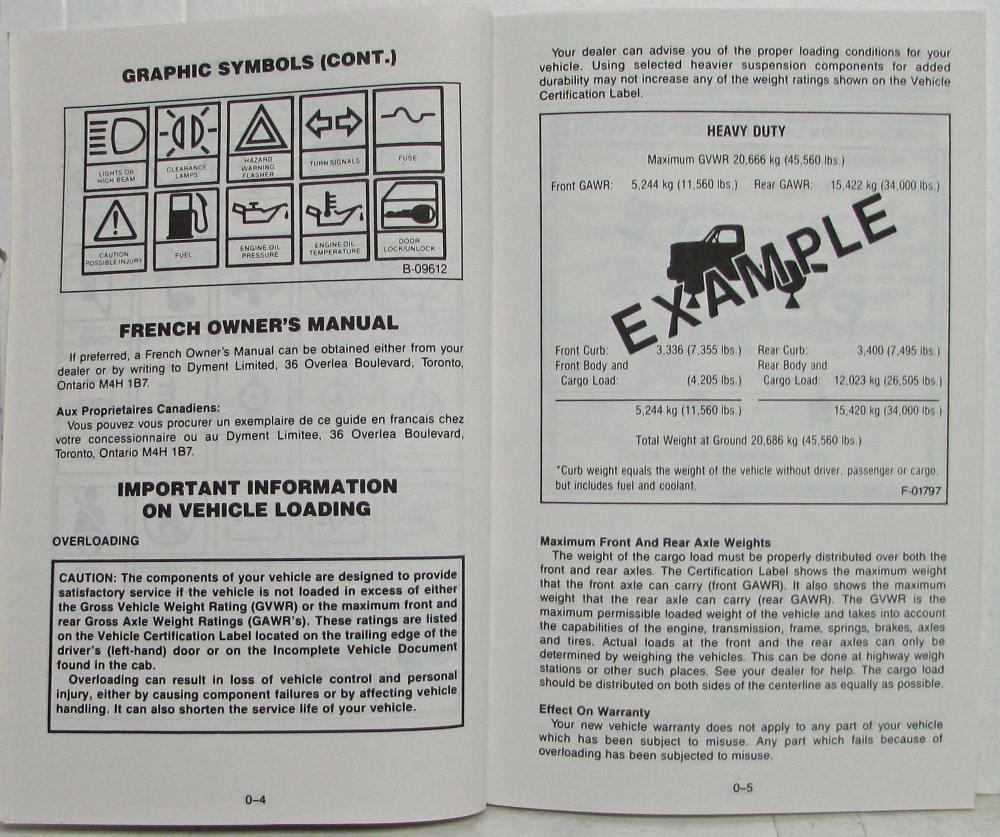 GRAPHIC SYMBOLS (CONT.)
LIGHTS OR
HIGH BEAM
CLEARANCE
LAMPS
HAZARD
WARNING
FLASHER
TURN SIGNALS
FUSE
CAUTION
POSSIBLE INJURY
FUEL
ENGINE OIL
PRESSURE
ENGINE OIL
TEMPERATURE
DOOR
LOCK/UNLOCK
B-09612
FRENCH OWNER'S MANUAL
If preferred, a French Owner's Manual can be obtained either from your
dealer or by writing to Dyment Limited, 36 Overlea Boulevard, Toronto,
Ontario M4H 1B7.
Aux Proprietaires Canadiens:
Vous pouvez vous procurer un exemplaire de ce guide en francais chez
votre concessionnaire ou au Dyment Limitee, 36 Overlea Boulevard,
Toronto, Ontario M4H 1B7.
IMPORTANT INFORMATION
ON VEHICLE LOADING
OVERLOADING
CAUTION: The components of your vehicle are designed to provide
satisfactory service if the vehicle is not loaded in excess of either
the Gross Vehicle Weight Rating (GVWR) or the maximum front and
rear Gross Axle Weight Ratings (GAWR's). These ratings are listed
on the Vehicle Certification Label located on the trailing edge of the
driver's (left-hand) door or on the Incomplete Vehicle Document
found in the cab.
Overloading can result in loss of vehicle control and personal
injury, either by causing component failures or by affecting vehicle
handling. It can also shorten the service life of your vehicle.
0–4
Your dealer can advise you of the proper loading conditions for your
vehicle. Using selected heavier suspension components for added
durability may not increase any of the weight ratings shown on the Vehicle
Certification Label.
HEAVY DUTY
Maximum GVWR 20,666 kg (45,560 lbs.)
Front GAWR: 5,244 kg (11,560 lbs.) Rear GAWR: 15,422 kg (34,000 lbs.)
EXAMPLE
Front Curb: 3,336 (7,355 lbs.) Rear Curb: 3,400 (7,495 lbs.)
Front Body and Rear Body and
Cargo Load: (4,205 lbs.) Cargo Load: 12,023 kg (26,505 lbs.)
5,244 kg (11,560 lbs.) 15,420 kg (34,000 lbs.)
Total Weight at Ground 20,686 kg (45,560 lbs.)
*Curb weight equals the weight of the vehicle without driver, passenger or cargo,
but includes fuel and coolant.
F-01797
Maximum Front And Rear Axle Weights
The weight of the cargo load must be properly distributed over both the
front and rear axles. The Certification Label shows the maximum weight
that the front axle can carry (front GAWR). It also shows the maximum
weight that the rear axle can carry (rear GAWR). The GVWR is the
maximum permissible loaded weight of the vehicle and takes into account
the capabilities of the engine, transmission, frame, springs, brakes, axles
and tires. Actual loads at the front and the rear axles can only be
determined by weighing the vehicles. This can be done at highway weigh
stations or other such places. See your dealer for help. The cargo load
should be distributed on both sides of the centerline as equally as possible.
Effect On Warranty
Your new vehicle warranty does not apply to any part of your vehicle
which has been subject to misuse. Any part which fails because of
overloading has been subjected to misuse.
0–5